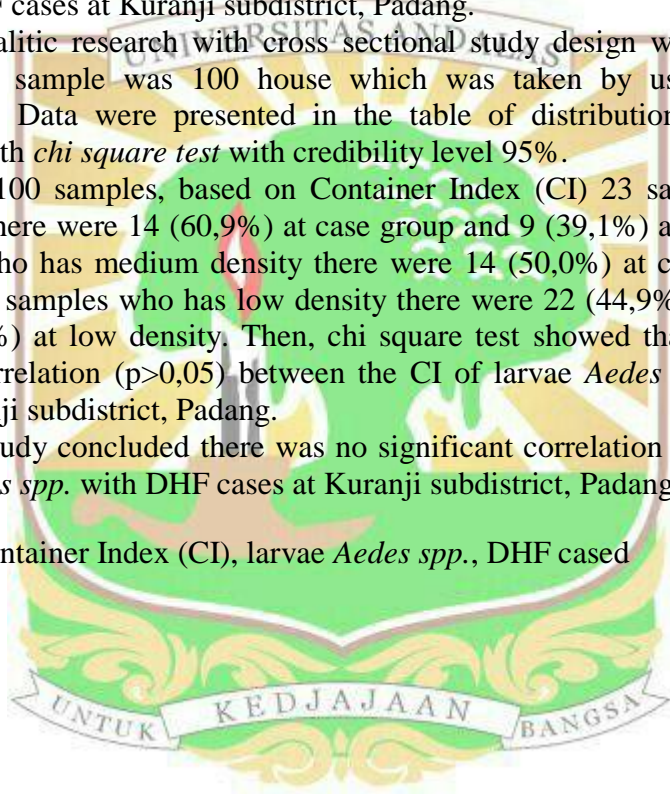 cases at Kuranji subdistrict, Padang.
alitic research with cross sectional study design w
UNIVERSITAS ANDALAS
sample was 100 house which was taken by us
Data were presented in the table of distribution
th chi square test with credibility level 95%.
100 samples, based on Container Index (CI) 23 sa
here were 14 (60,9%) at case group and 9 (39,1%) a
ho has medium density there were 14 (50,0%) at c
samples who has low density there were 22 (44,9%
%) at low density. Then, chi square test showed tha
rrelation (p>0,05) between the CI of larvae Aedes
ji subdistrict, Padang.
udy concluded there was no significant correlation
s spp. with DHF cases at Kuranji subdistrict, Padang
ntainer Index (CI), larvae Aedes spp., DHF cased
UNTUK KEDJAJAAN BANGSA